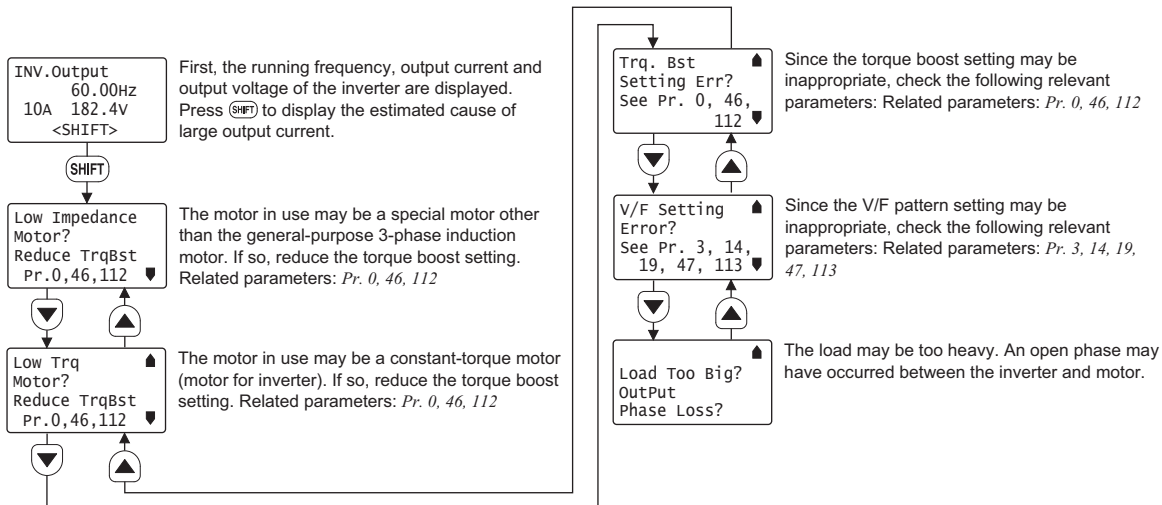 INV.Output
60.00Hz
10A 182.4V
<SHIFT>
First, the running frequency, output current and
output voltage of the inverter are displayed.
Press SHIFT to display the estimated cause of
large output current.
SHIFT
Low Impedance
Motor?
Reduce TrqBst
Pr.0,46,112
The motor in use may be a special motor other
than the general-purpose 3-phase induction
motor. If so, reduce the torque boost setting.
Related parameters: Pr. 0, 46, 112
Low Trq
Motor?
Reduce TrqBst
Pr.0,46,112
The motor in use may be a constant-torque motor
(motor for inverter). If so, reduce the torque boost
setting. Related parameters: Pr. 0, 46, 112
Trq. Bst
Setting Err?
See Pr. 0, 46,
112
Since the torque boost setting may be
inappropriate, check the following relevant
parameters: Related parameters: Pr. 0, 46, 112
V/F Setting
Error?
See Pr. 3, 14,
19, 47, 113
Since the V/F pattern setting may be
inappropriate, check the following relevant
parameters: Related parameters: Pr. 3, 14, 19,
47, 113
Load Too Big?
OutPut
Phase Loss?
The load may be too heavy. An open phase may
have occurred between the inverter and motor.